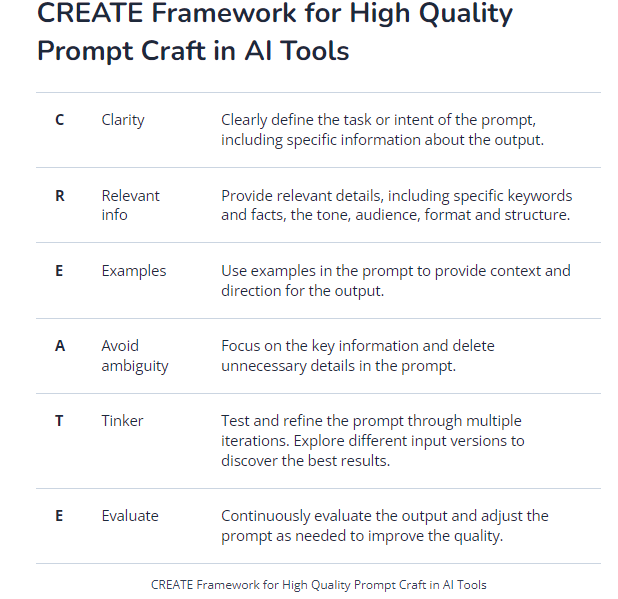 CREATE Framework for High Quality
Prompt Craft in AI Tools
C Clarity Clearly define the task or intent of the prompt,
including specific information about the output.
R Relevant info Provide relevant details, including specific keywords
and facts, the tone, audience, format and structure.
E Examples Use examples in the prompt to provide context and
direction for the output.
A Avoid ambiguity Focus on the key information and delete
unnecessary details in the prompt.
T Tinker Test and refine the prompt through multiple
iterations. Explore different input versions to
discover the best results.
E Evaluate Continuously evaluate the output and adjust the
prompt as needed to improve the quality.
CREATE Framework for High Quality Prompt Craft in AI Tools